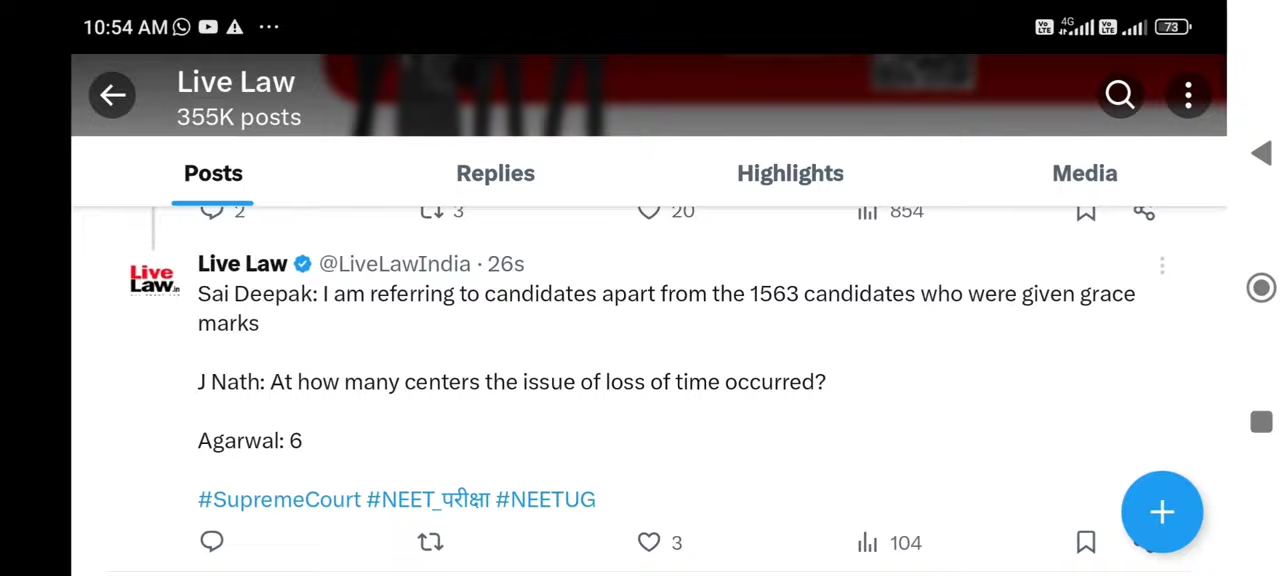 10:54 AM
4G
73
Live Law
355K posts
Posts
Replies
Highlights
Media
2
3
20
854
Live Law @LiveLawIndia · 26s
Live
Law.in
Sai Deepak: I am referring to candidates apart from the 1563 candidates who were given grace
marks
J Nath: At how many centers the issue of loss of time occurred?
Agarwal: 6
#SupremeCourt #NEET_परीक्षा #NEETUG
3
104